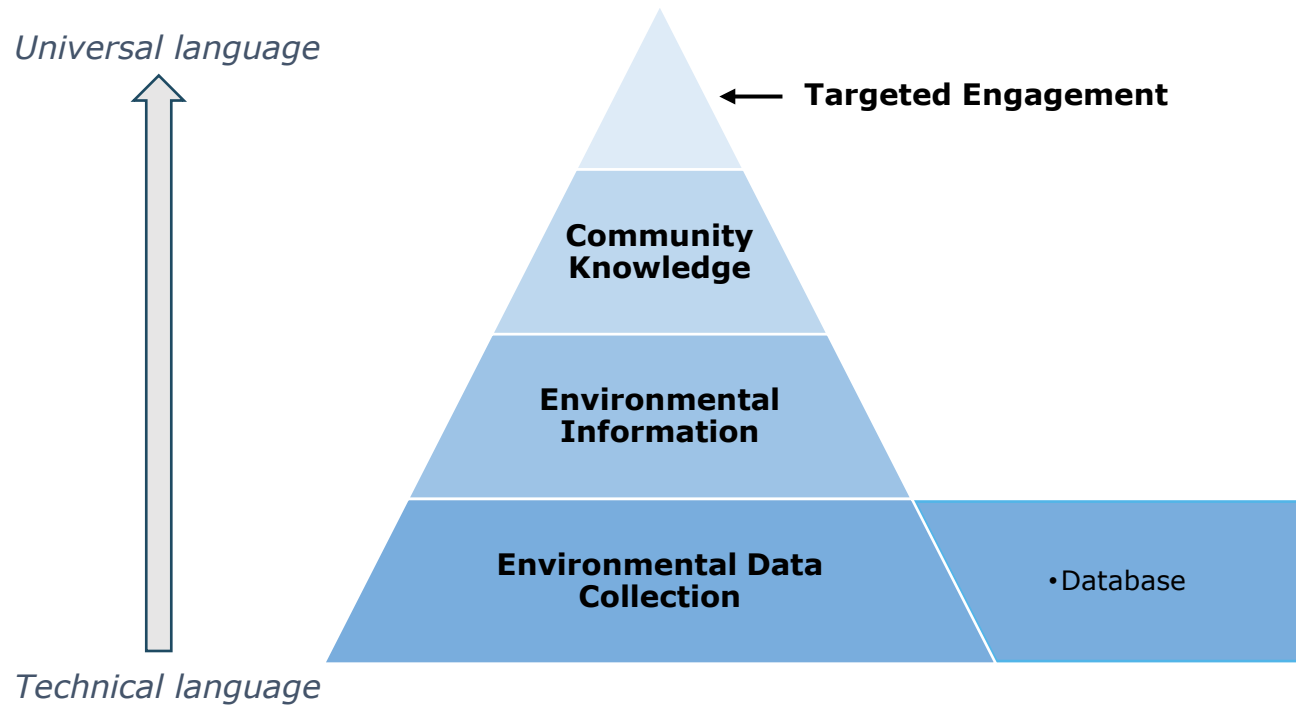 Universal language
Targeted Engagement
Community
Knowledge
Environmental
Information
Environmental Data
Collection
•Database
Technical language